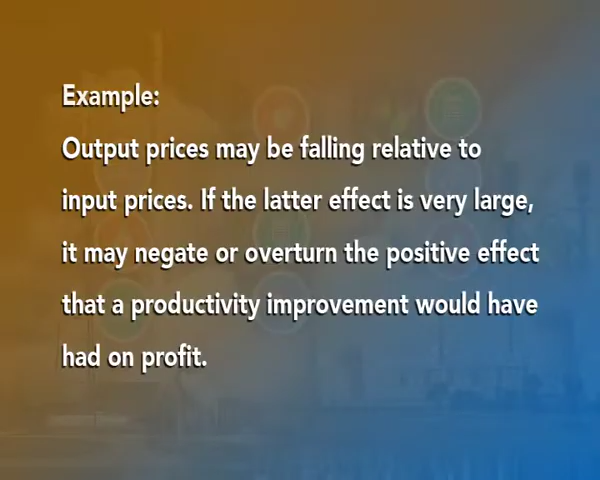 Example:
Output prices may be falling relative to
input prices. If the latter effect is very large,
it may negate or overturn the positive effect
that a productivity improvement would have
had on profit.